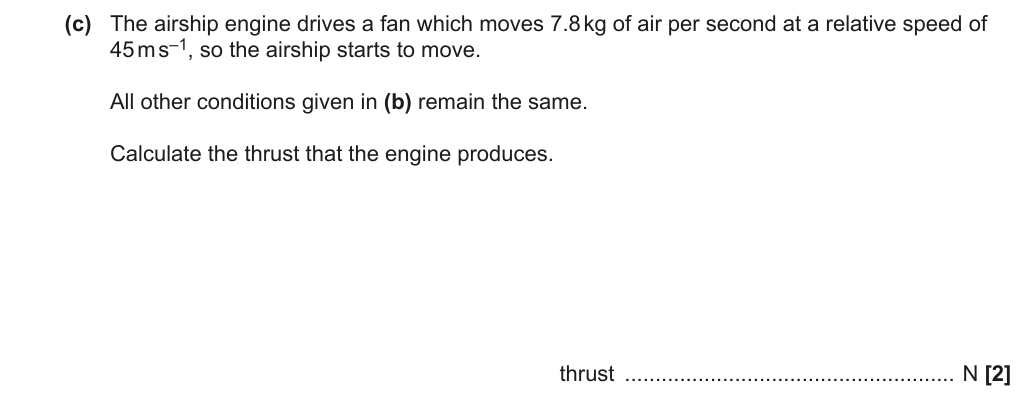 (c) The airship engine drives a fan which moves 7.8 kg of air per second at a relative speed of
45 m s⁻¹, so the airship starts to move.
All other conditions given in (b) remain the same.
Calculate the thrust that the engine produces.
thrust ...................................................... N [2]